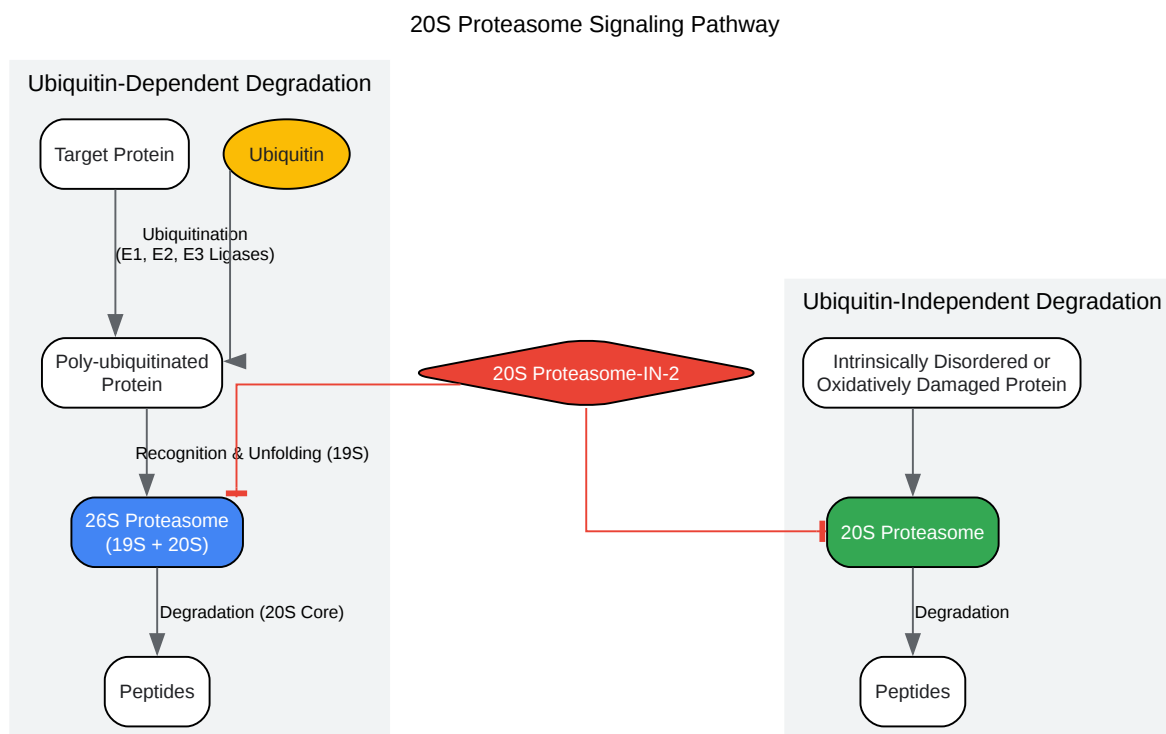 20S Proteasome Signaling Pathway
Ubiquitin-Dependent Degradation
Target Protein
Ubiquitin
Ubiquitination
(E1, E2, E3 Ligases)
Poly-ubiquitinated
Protein
Recognition & Unfolding (19S)
26S Proteasome
(19S + 20S)
Degradation (20S Core)
Peptides
20S Proteasome-IN-2
Ubiquitin-Independent Degradation
Intrinsically Disordered or
Oxidatively Damaged Protein
20S Proteasome
Degradation
Peptides